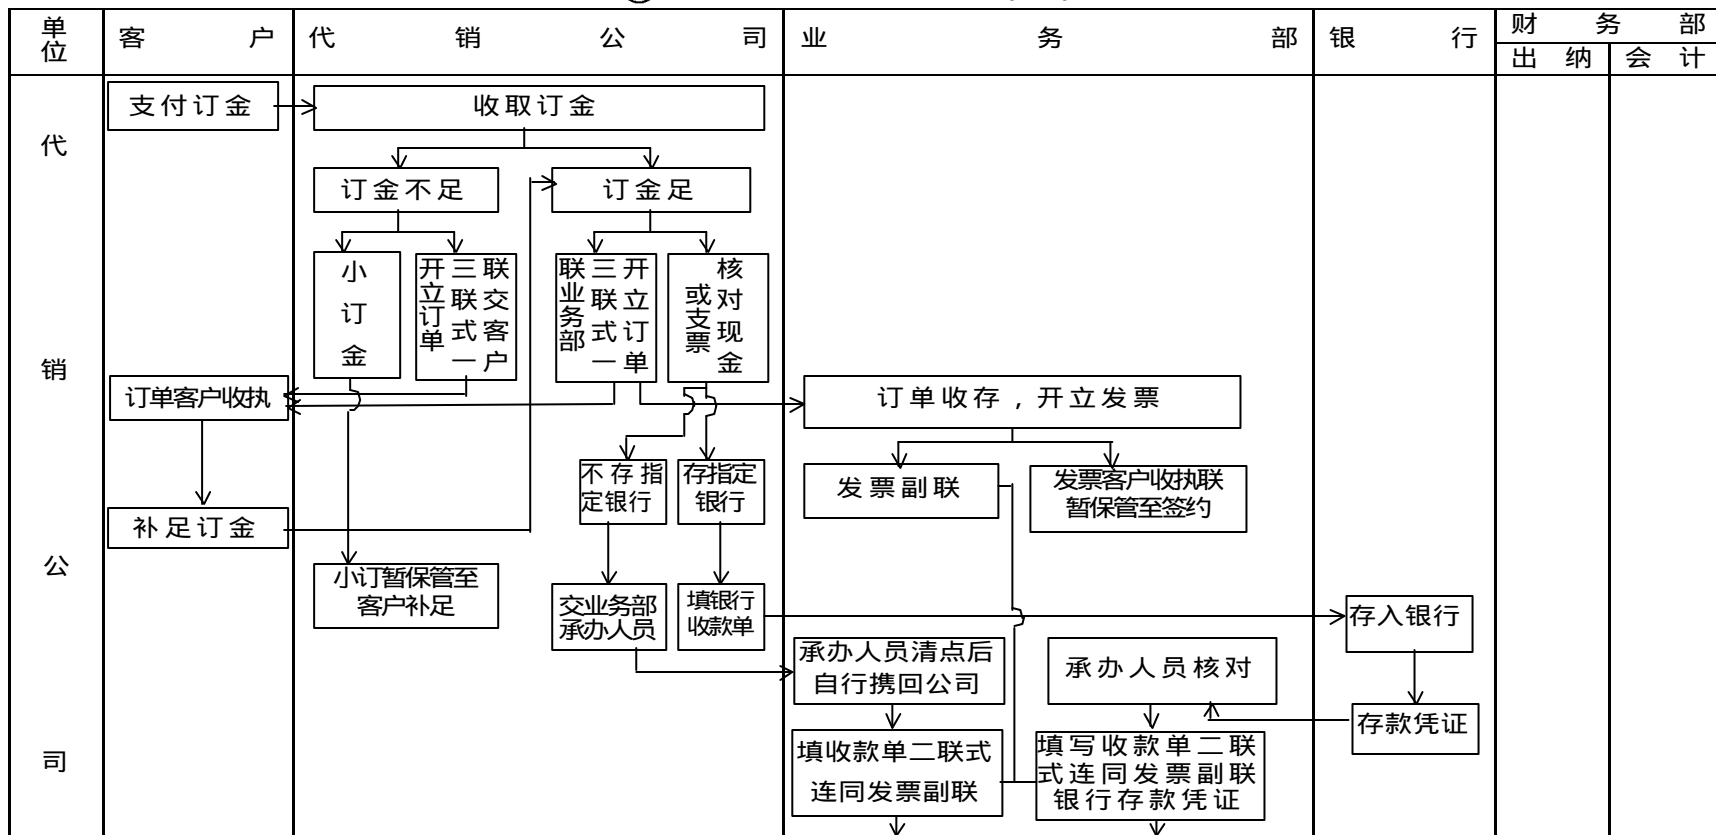 单位
客户
代销公司
业务部
银行
财务部
出纳
会计
代销公司
支付订金
收取订金
订金不足
订金足
小订金
开立订单
三联式一
联交客户
联业务部
三联式一
开立订单
核对现金
或支票
订单客户收执
订单收存，开立发票
不存指
定银行
存指定
银行
发票副联
发票客户收执联
暂保管至签约
补足订金
小订暂保管至
客户补足
交业务部
承办人员
填银行
收款单
存入银行
承办人员清点后
自行携回公司
承办人员核对
存款凭证
填收款单二联式
连同发票副联
填写收款单二联
式连同发票副联
银行存款凭证